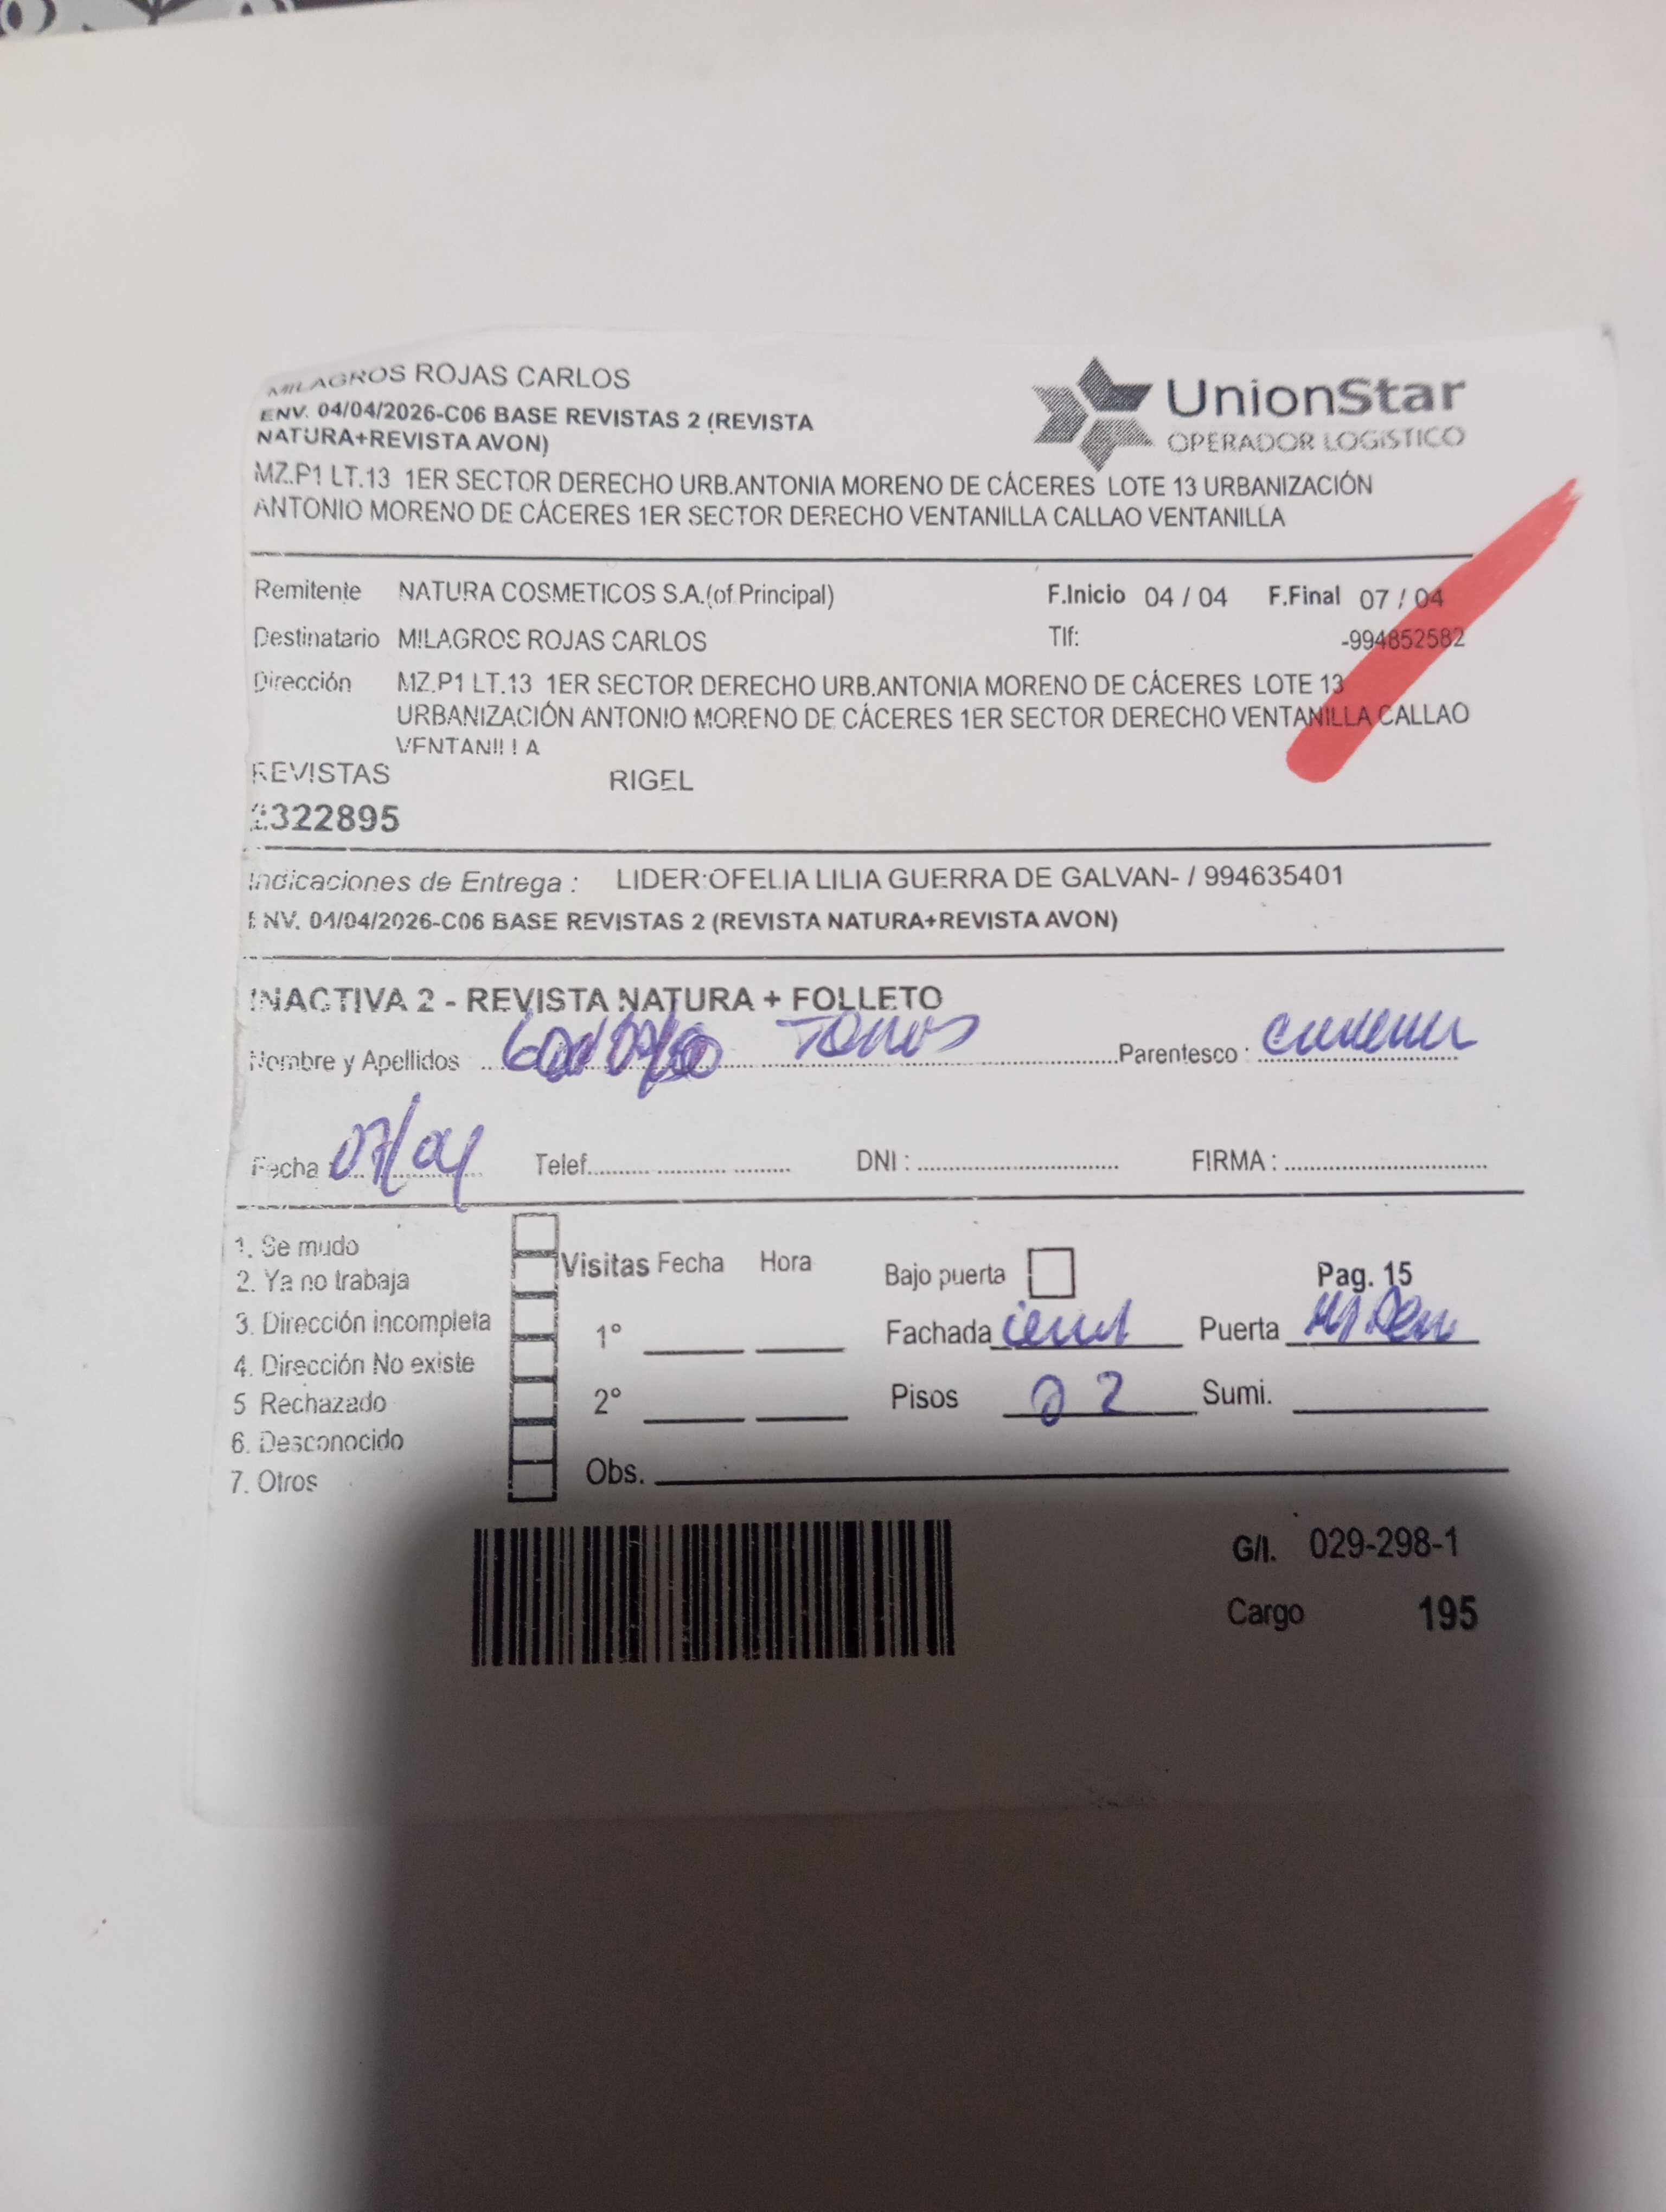 MILAGROS ROJAS CARLOS
ENV. 04/04/2026-C06 BASE REVISTAS 2 (REVISTA
NATURA+REVISTA AVON)
UnionStar
OPERADOR LOGíSTICO
MZ.P1 LT.13 1ER SECTOR DERECHO URB.ANTONIA MORENO DE CÁCERES LOTE 13 URBANIZACIÓN
ANTONIO MORENO DE CÁCERES 1ER SECTOR DERECHO VENTANILLA CALLAO VENTANILLA
Remitente NATURA COSMETICOS S.A.(of.Principal) F.Inicio 04 / 04 F.Final 07 / 04
Destinatario MILAGROS ROJAS CARLOS Tlf: -994852582
Dirección MZ.P1 LT.13 1ER SECTOR DERECHO URB.ANTONIA MORENO DE CÁCERES LOTE 13
URBANIZACIÓN ANTONIO MORENO DE CÁCERES 1ER SECTOR DERECHO VENTANILLA CALLAO
VENTANILLA
REVISTAS RIGEL
2322895
Indicaciones de Entrega : LIDER:OFELIA LILIA GUERRA DE GALVAN- / 994635401
ENV. 04/04/2026-C06 BASE REVISTAS 2 (REVISTA NATURA+REVISTA AVON)
INACTIVA 2 - REVISTA NATURA + FOLLETO
Nombre y Apellidos Parentesco :
Fecha : 07/04 Telef. DNI : FIRMA :
1. Se mudo
2. Ya no trabaja
3. Dirección incompleta
4. Dirección No existe
5 Rechazado
6. Desconocido
7. Otros
Visitas Fecha Hora
1°
2°
Obs.
Bajo puerta Pag. 15
Fachada Puerta
Pisos 02 Sumi.
G/I. 029-298-1
Cargo 195